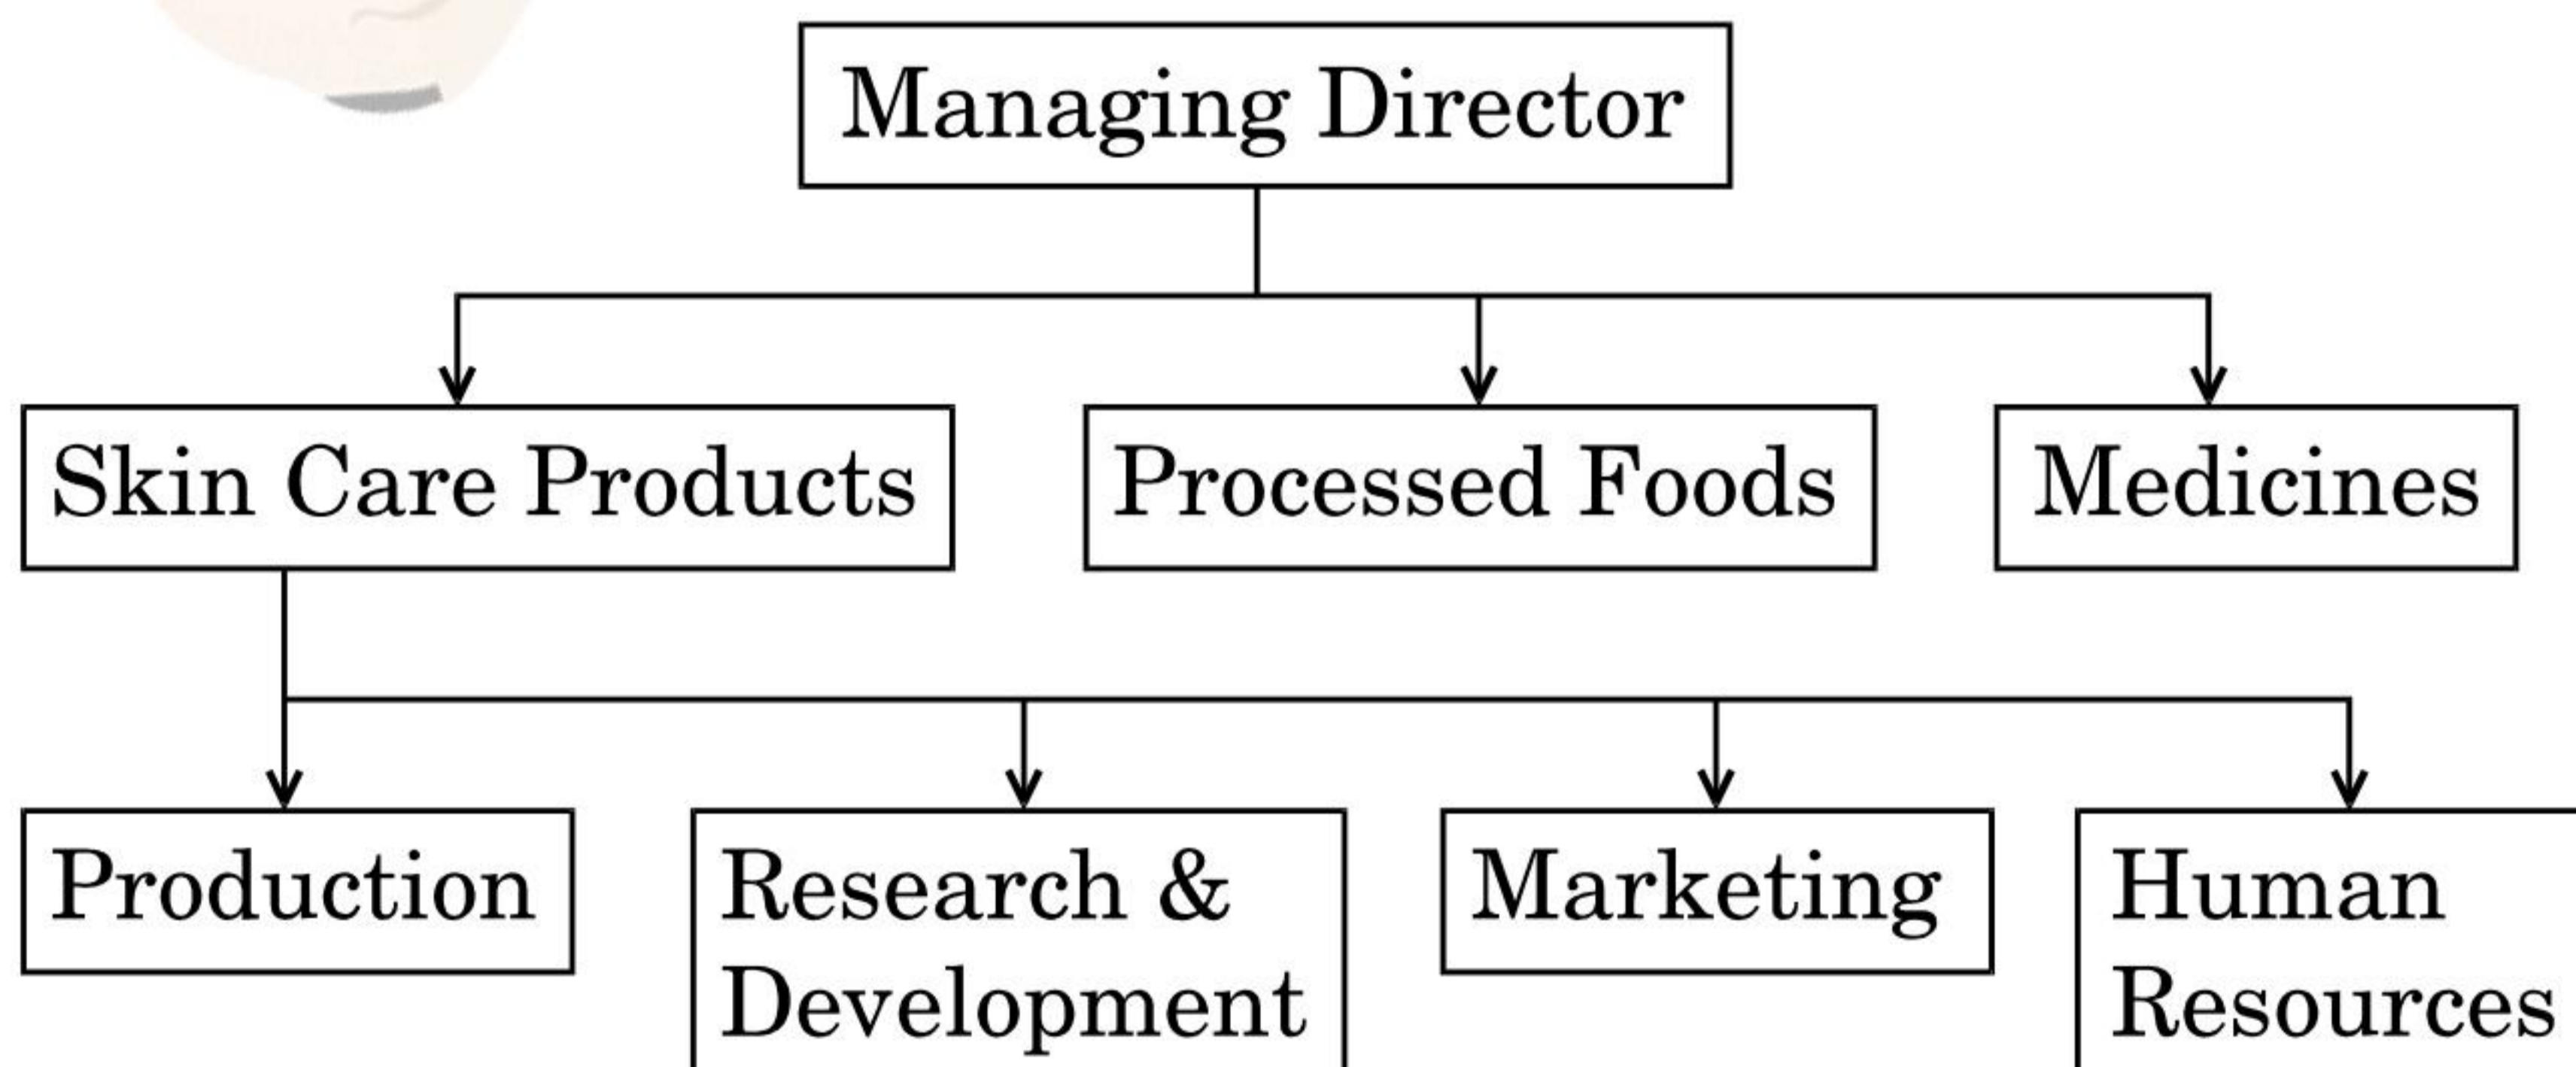 Managing Director
Skin Care Products
Processed Foods
Medicines
Production
Research &
Development
Marketing
Human
Resources